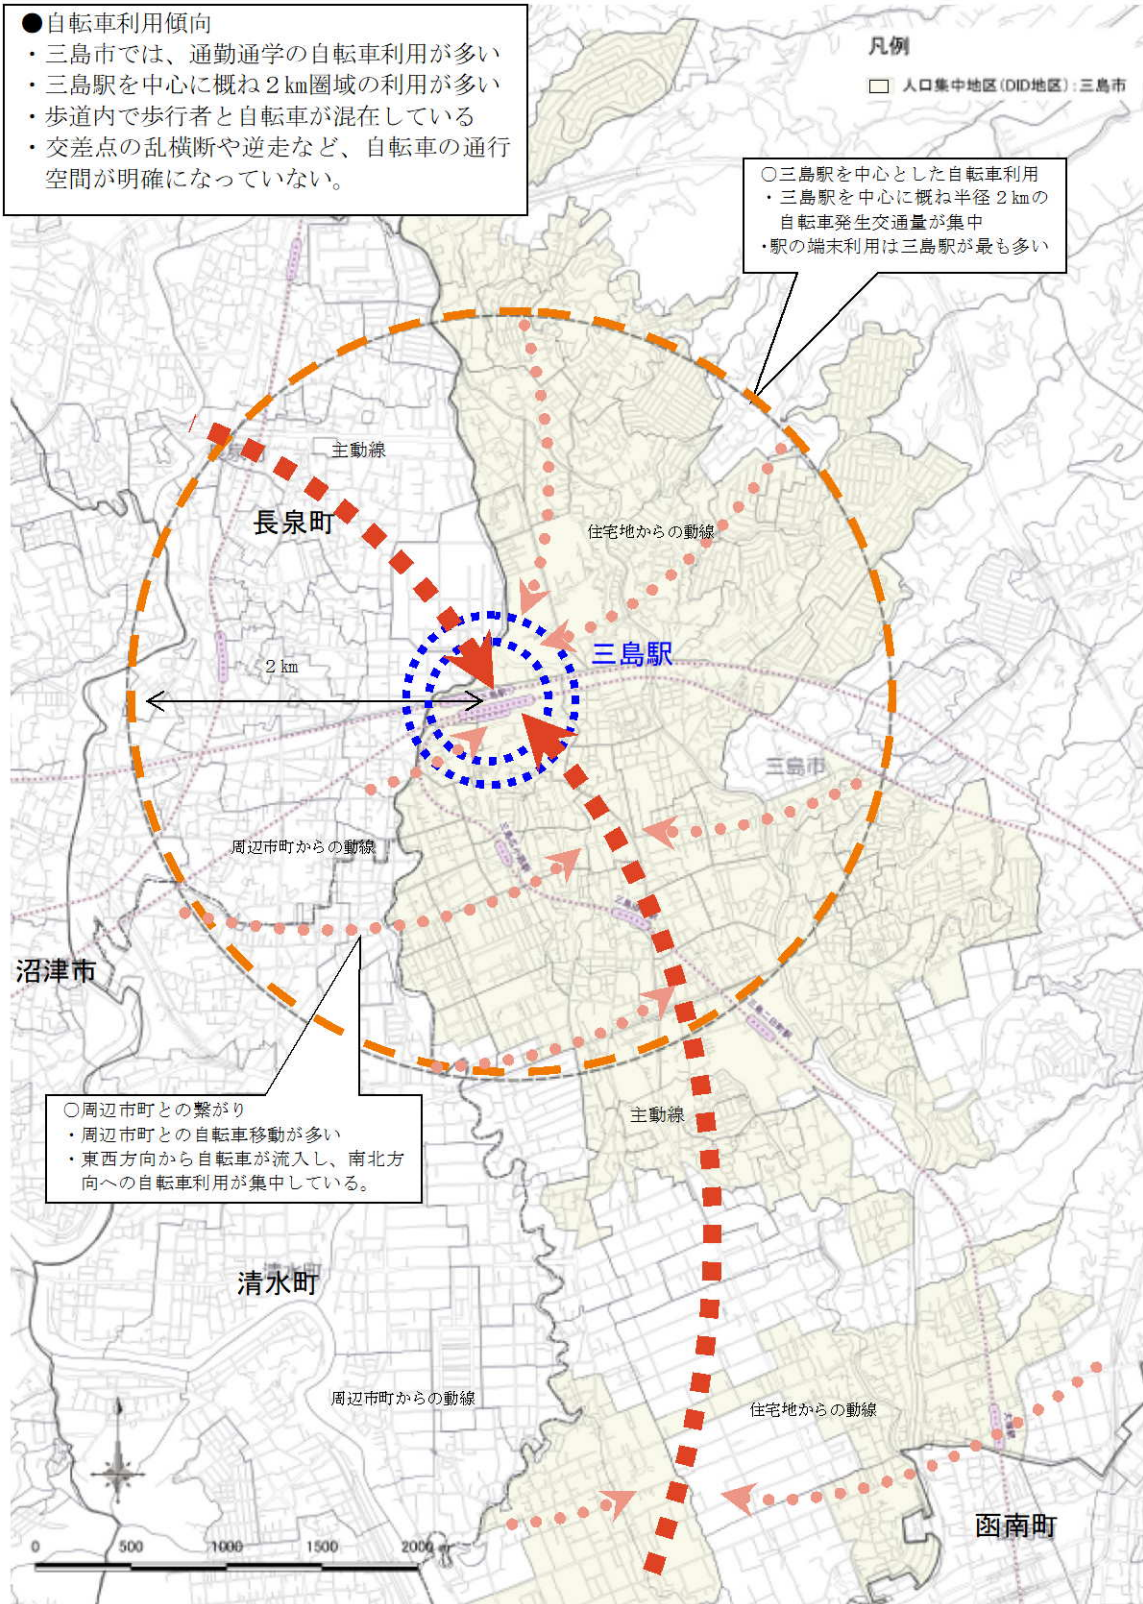 ●自転車利用傾向
・三島市では、通勤通学の自転車利用が多い
・三島駅を中心に概ね2㎞圏域の利用が多い
・歩道内で歩行者と自転車が混在している
・交差点の乱横断や逆走など、自転車の通行
空間が明確になっていない。
凡例
人口集中地区(DID地区):三島市
○三島駅を中心とした自転車利用
・三島駅を中心に概ね半径2㎞の
自転車発生交通量が集中
・駅の端末利用は三島駅が最も多い
主動線
長泉町
住宅地からの動線
三島駅
2㎞
三島市
周辺市町からの動線
沼津市
三島二日町駅
○周辺市町との繋がり
・周辺市町との自転車移動が多い
・東西方向から自転車が流入し、南北方
向への自転車利用が集中している。
主動線
清水町
清水町
周辺市町からの動線
住宅地からの動線
函南町
0 500 1000 1500 2000